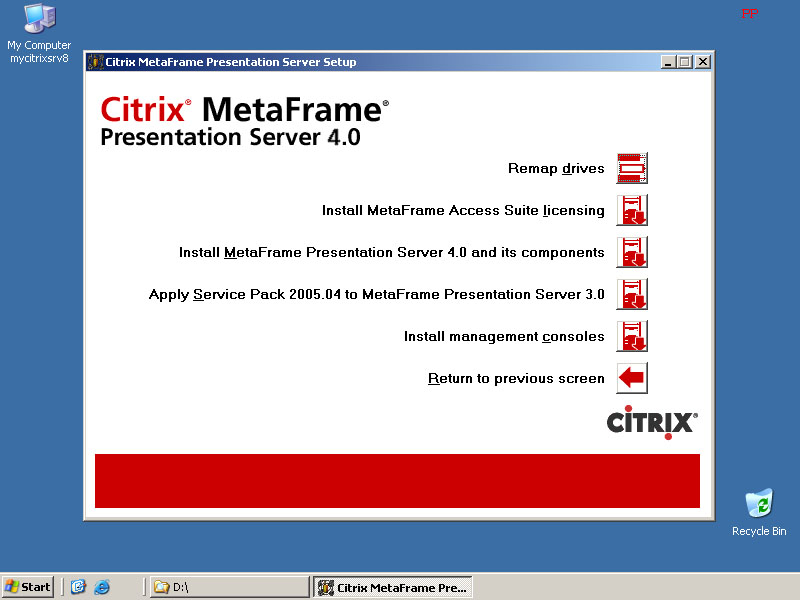 PP
My Computer
mycitrixsrv8
Citrix MetaFrame Presentation Server Setup
Citrix® MetaFrame®
Presentation Server 4.0
Remap drives
Install MetaFrame Access Suite licensing
Install MetaFrame Presentation Server 4.0 and its components
Apply Service Pack 2005.04 to MetaFrame Presentation Server 3.0
Install management consoles
Return to previous screen
CITRIX®
Recycle Bin
Start
D:\
Citrix MetaFrame Pre...